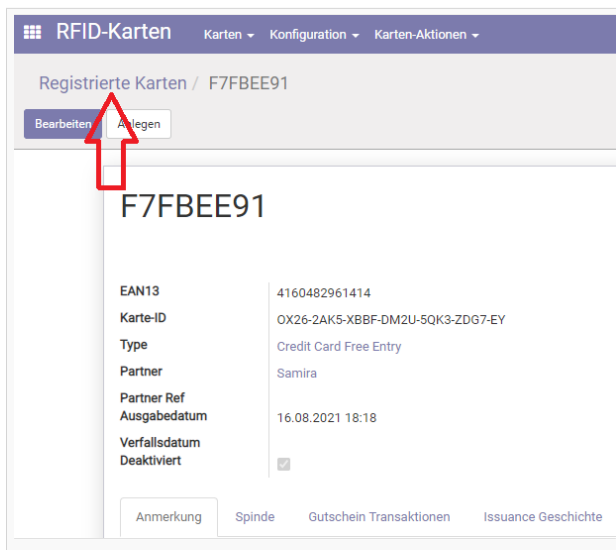 RFID-Karten Karten Konfiguration Karten-Aktionen
Registrierte Karten / F7FBEE91
Bearbeiten Anlegen
F7FBEE91
EAN13 4160482961414
Karte-ID OX26-2AK5-XBBF-DM2U-5QK3-ZDG7-EY
Type Credit Card Free Entry
Partner Samira
Partner Ref
Ausgabedatum 16.08.2021 18:18
Verfallsdatum
Deaktiviert
Anmerkung Spinde Gutschein Transaktionen Issuance Geschichte